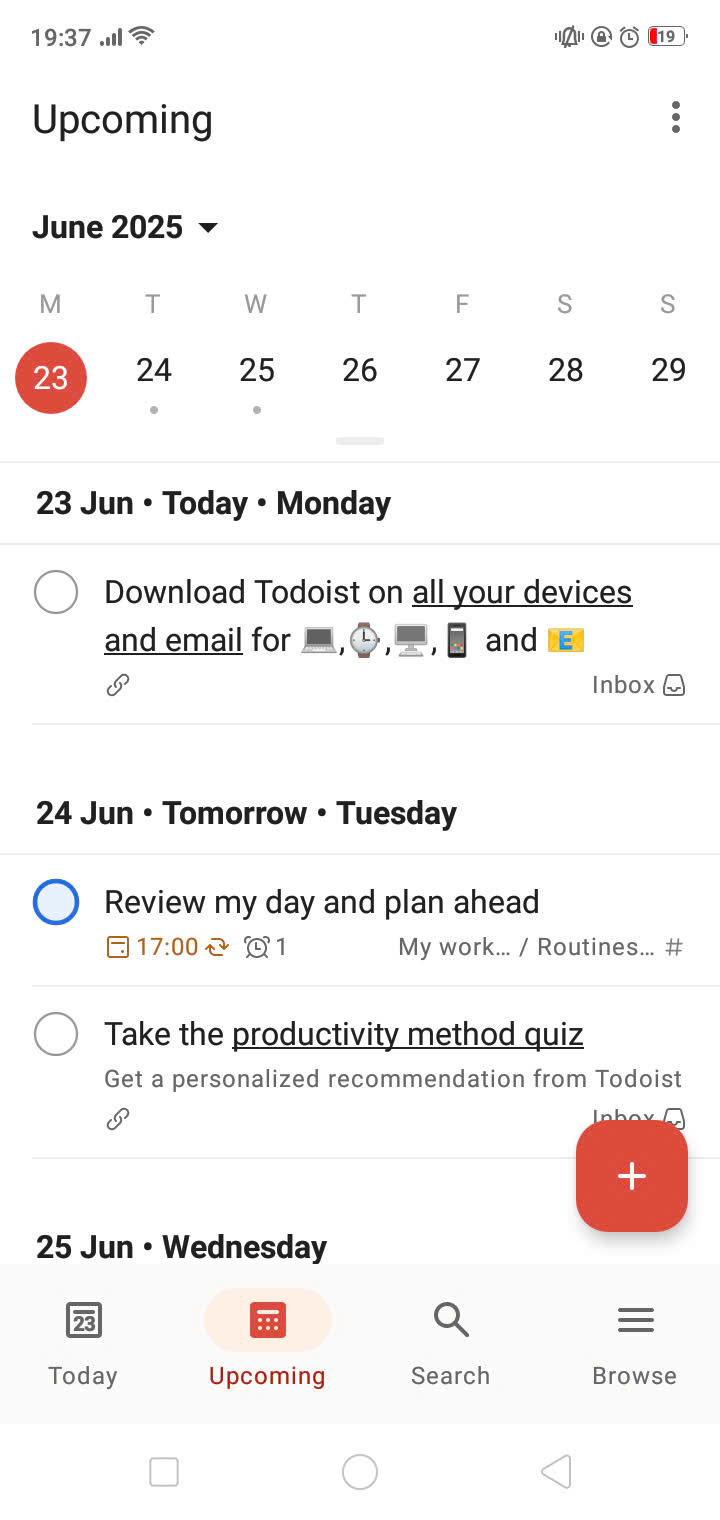 19:37 19
Upcoming
June 2025
M T W T F S S
23 24 25 26 27 28 29
23 Jun • Today • Monday
Download Todoist on all your devices
and email for 💻,⌚,🖥️,📱 and 📧
Inbox
24 Jun • Tomorrow • Tuesday
Review my day and plan ahead
17:00 1 My work... / Routines... #
Take the productivity method quiz
Get a personalized recommendation from Todoist
Inbox
+
25 Jun • Wednesday
23
Today Upcoming Search Browse